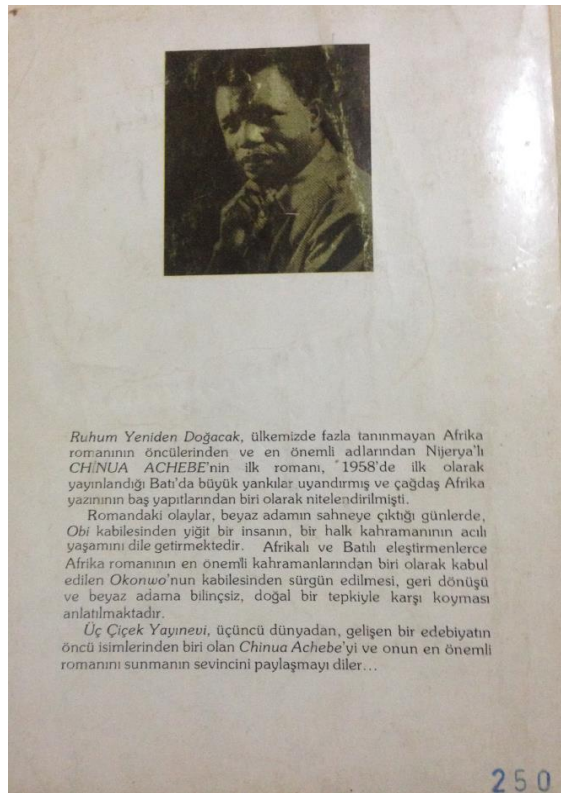 Ruhum Yeniden Doğacak, ülkemizde fazla tanınmayan Afrika
romanının öncülerinden ve en önemli adlarından Nijerya'lı
CHINUA ACHEBE'nin ilk romanı, 1958'de ilk olarak
yayınlandığı Batı'da büyük yankılar uyandırmış ve çağdaş Afrika
yazınının baş yapıtlarından biri olarak nitelendirilmişti.
Romandaki olaylar, beyaz adamın sahneye çıktığı günlerde,
Obi kabilesinden yiğit bir insanın, bir halk kahramanının acılı
yaşamını dile getirmektedir. Afrikalı ve Batılı eleştirmenlerce
Afrika romanının en önemli kahramanlarından biri olarak kabul
edilen Okonwo'nun kabilesinden sürgün edilmesi, geri dönüşü
ve beyaz adama bilinçsiz, doğal bir tepkiyle karşı koyması
anlatılmaktadır.
Üç Çiçek Yayınevi, üçüncü dünyadan, gelişen bir edebiyatın
öncü isimlerinden biri olan Chinua Achebe'yi ve onun en önemli
romanını sunmanın sevincini paylaşmayı diler...
250